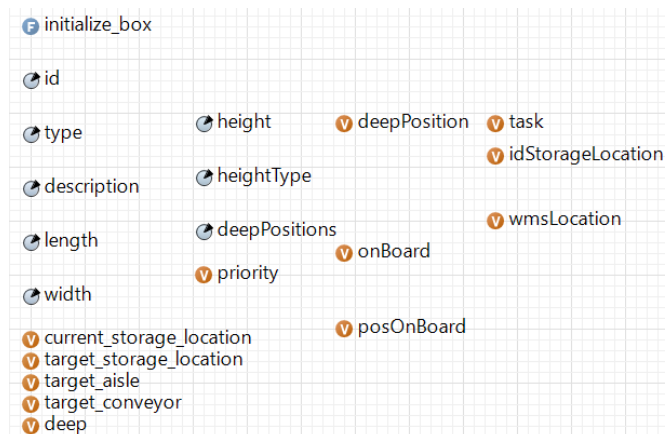 initialize_box
id
type
description
length
width
current_storage_location
target_storage_location
target_aisle
target_conveyor
deep
height
heightType
deepPositions
priority
deepPosition
onBoard
posOnBoard
task
idStorageLocation
wmsLocation